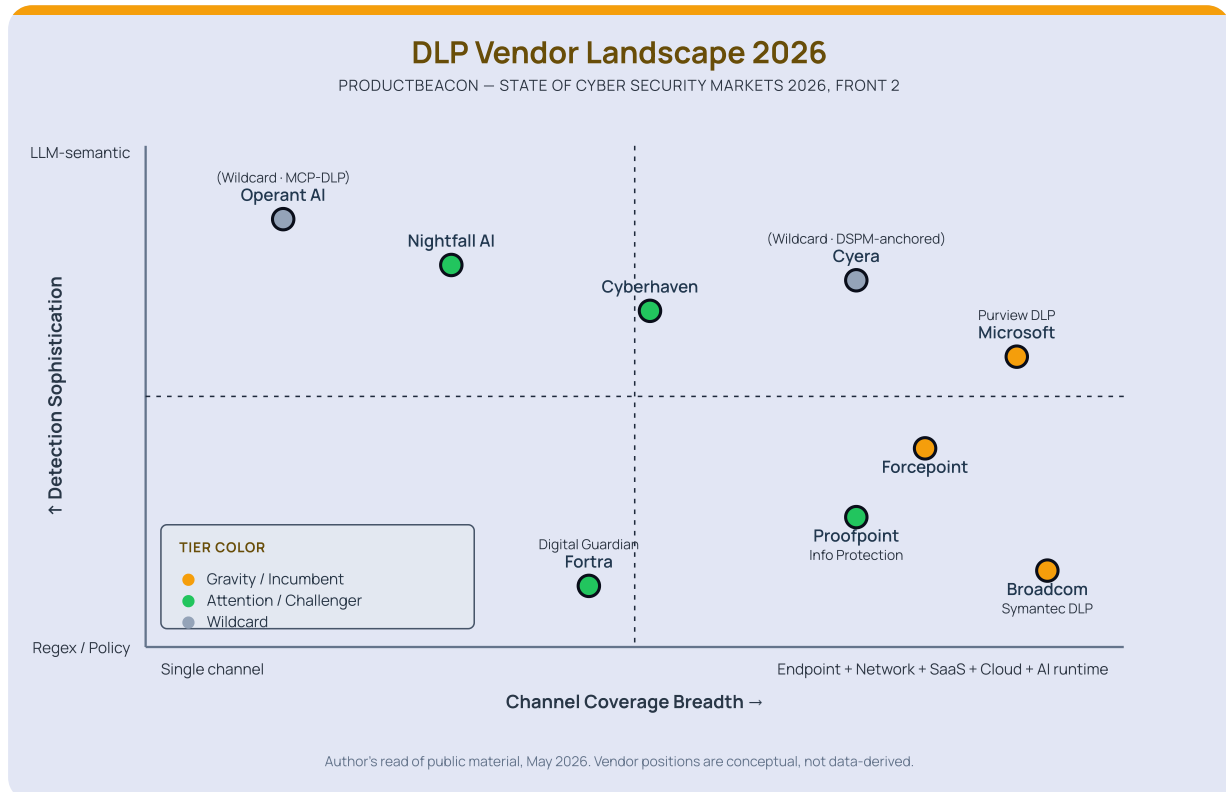 DLP Vendor Landscape 2026
PRODUCTBEACON — STATE OF CYBER SECURITY MARKETS 2026, FRONT 2
LLM-semantic
(Wildcard · MCP-DLP)
Operant AI
Nightfall AI
(Wildcard · DSPM-anchored)
Cyera
Cyberhaven
Purview DLP
Microsoft
↑ Detection Sophistication
Forcepoint
Proofpoint
Info Protection
Digital Guardian
Fortra
Broadcom
Symantec DLP
TIER COLOR
Gravity / Incumbent
Attention / Challenger
Wildcard
Regex / Policy
Single channel
Endpoint + Network + SaaS + Cloud + AI runtime
Channel Coverage Breadth →
Author's read of public material, May 2026. Vendor positions are conceptual, not data-derived.